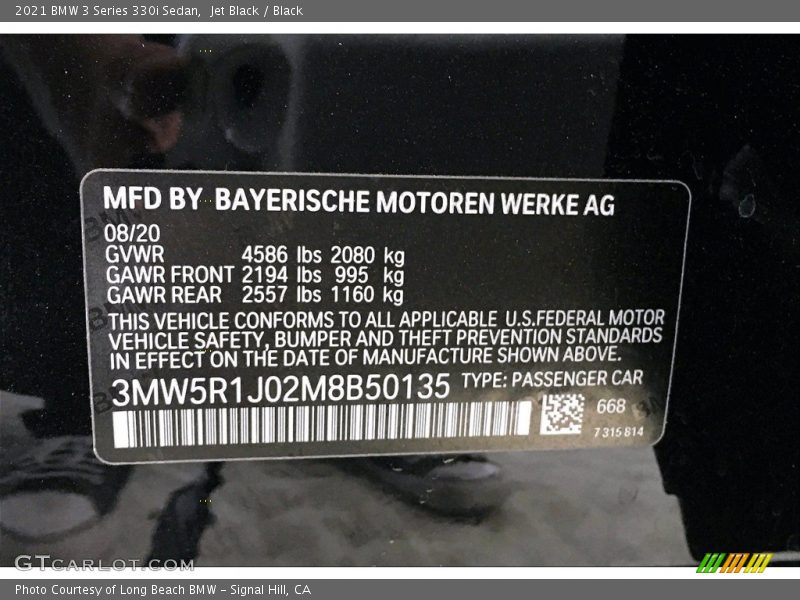 2021 BMW 3 Series 330i Sedan,  Jet Black / Black
MFD BY BAYERISCHE MOTOREN WERKE AG
08/20
GVWR 4586 lbs 2080 kg
GAWR FRONT 2194 lbs 995 kg
GAWR REAR 2557 lbs 1160 kg
THIS VEHICLE CONFORMS TO ALL APPLICABLE U.S.FEDERAL MOTOR
VEHICLE SAFETY, BUMPER AND THEFT PREVENTION STANDARDS
IN EFFECT ON THE DATE OF MANUFACTURE SHOWN ABOVE.
3MW5R1J02M8B50135 TYPE: PASSENGER CAR
668
7 315 814
GTcarlot.com
Photo Courtesy of Long Beach BMW - Signal Hill, CA